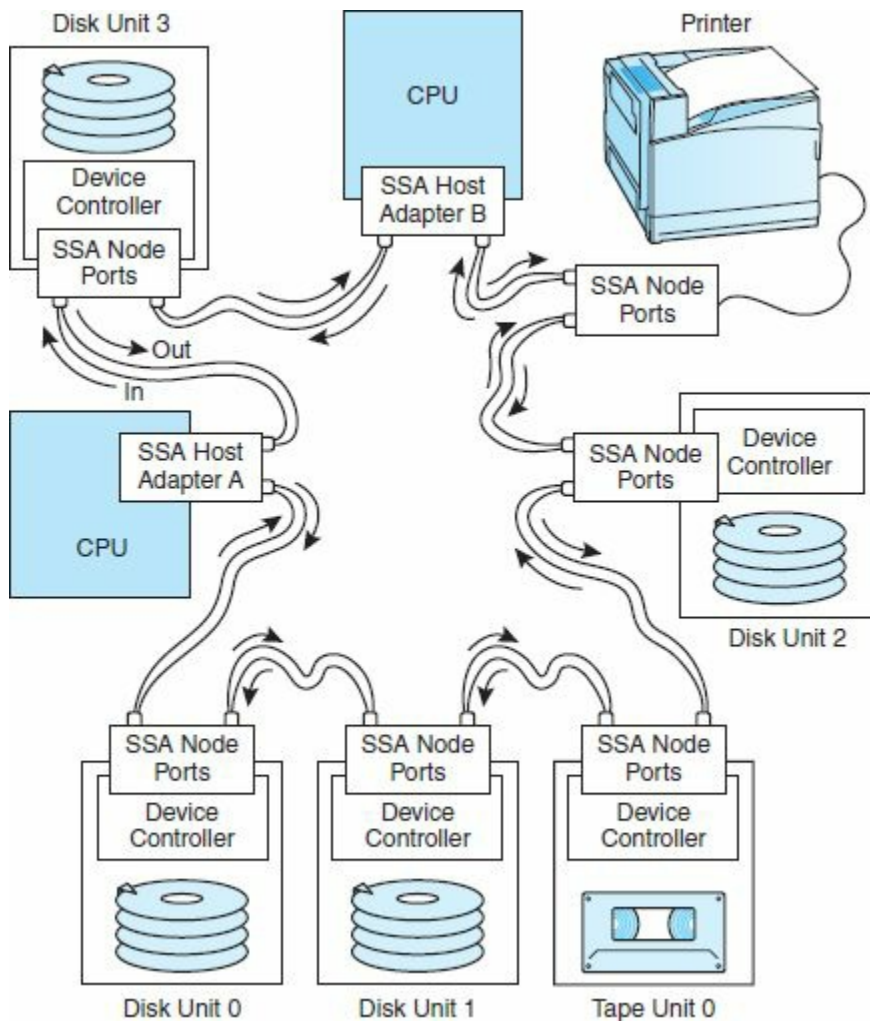 Disk Unit 3
Printer
CPU
Device
Controller
SSA Host
Adapter B
SSA Node
Ports
SSA Node
Ports
Out
In
SSA Host
Adapter A
CPU
SSA Node
Ports
Device
Controller
Disk Unit 2
SSA Node
Ports
Device
Controller
SSA Node
Ports
Device
Controller
SSA Node
Ports
Device
Controller
Disk Unit 0
Disk Unit 1
Tape Unit 0